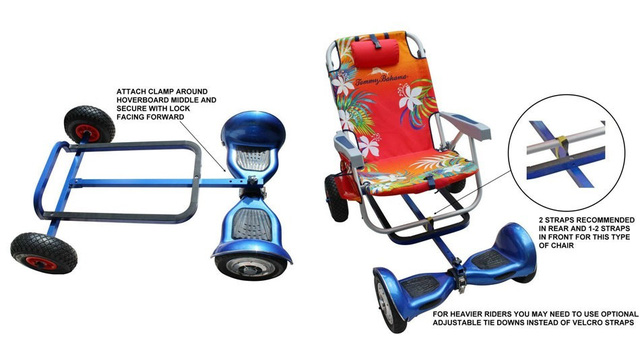 ATTACH CLAMP AROUND
HOVERBOARD MIDDLE AND
SECURE WITH LOCK
FACING FORWARD
Tommy Bahama
2 STRAPS RECOMMENDED
IN REAR AND 1-2 STRAPS
IN FRONT FOR THIS TYPE
OF CHAIR
FOR HEAVIER RIDERS YOU MAY NEED TO USE OPTIONAL
ADJUSTABLE TIE DOWNS INSTEAD OF VELCRO STRAPS